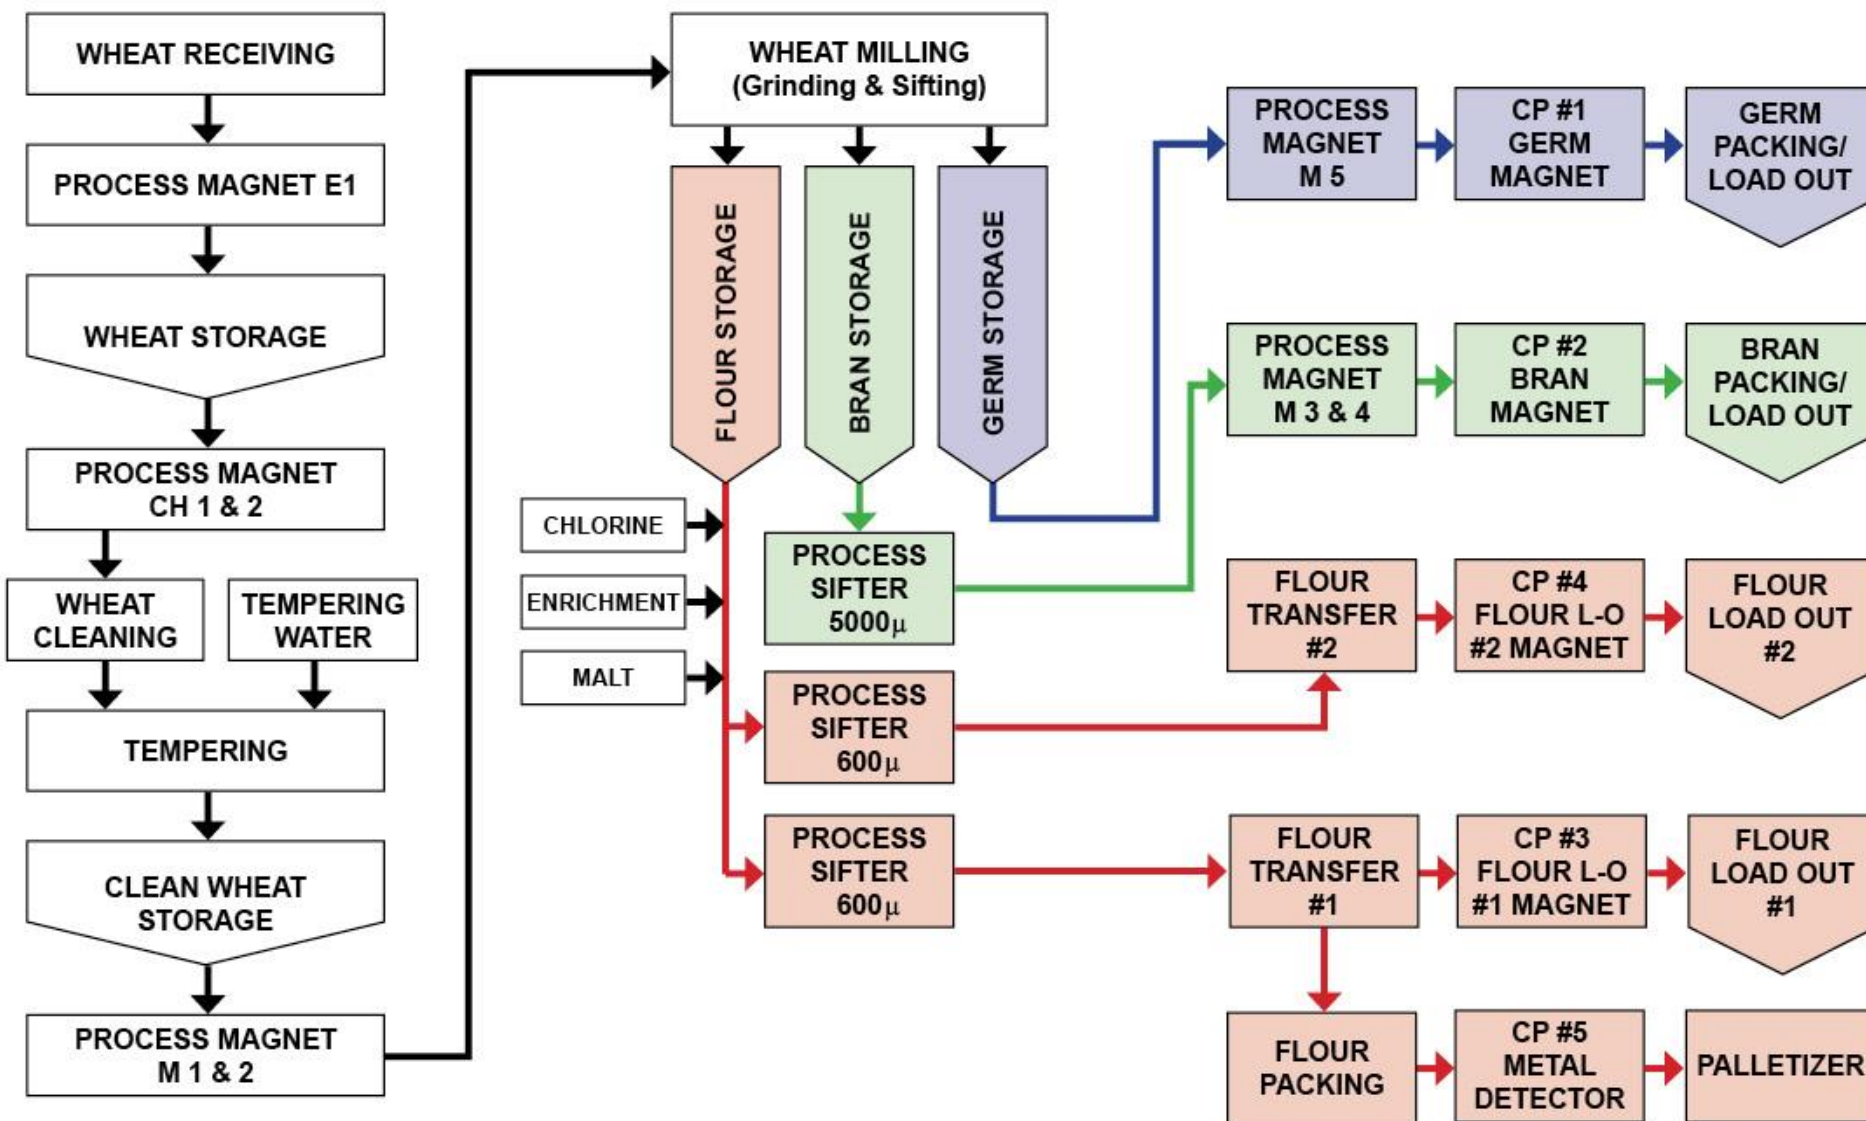 WHEAT RECEIVING
PROCESS MAGNET E1
WHEAT STORAGE
PROCESS MAGNET
CH 1 & 2
WHEAT
CLEANING
TEMPERING
WATER
TEMPERING
CLEAN WHEAT
STORAGE
PROCESS MAGNET
M 1 & 2
WHEAT MILLING
(Grinding & Sifting)
FLOUR STORAGE
BRAN STORAGE
GERM STORAGE
CHLORINE
ENRICHMENT
MALT
PROCESS
SIFTER
5000μ
PROCESS
SIFTER
600μ
PROCESS
SIFTER
600μ
PROCESS
MAGNET
M 5
CP #1
GERM
MAGNET
GERM
PACKING/
LOAD OUT
PROCESS
MAGNET
M 3 & 4
CP #2
BRAN
MAGNET
BRAN
PACKING/
LOAD OUT
FLOUR
TRANSFER
#2
CP #4
FLOUR L-O
#2 MAGNET
FLOUR
LOAD OUT
#2
FLOUR
TRANSFER
#1
CP #3
FLOUR L-O
#1 MAGNET
FLOUR
LOAD OUT
#1
FLOUR
PACKING
CP #5
METAL
DETECTOR
PALLETIZER